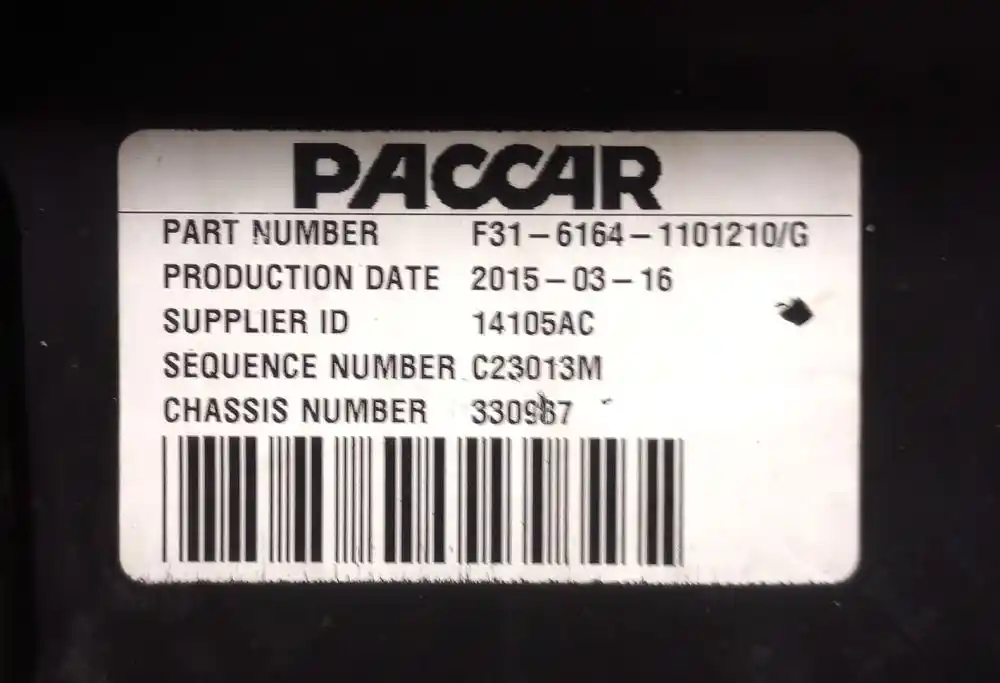 PACCAR
PART NUMBER F31-6164-1101210/G
PRODUCTION DATE 2015-03-16
SUPPLIER ID 14105AC
SEQUENCE NUMBER C23013M
CHASSIS NUMBER